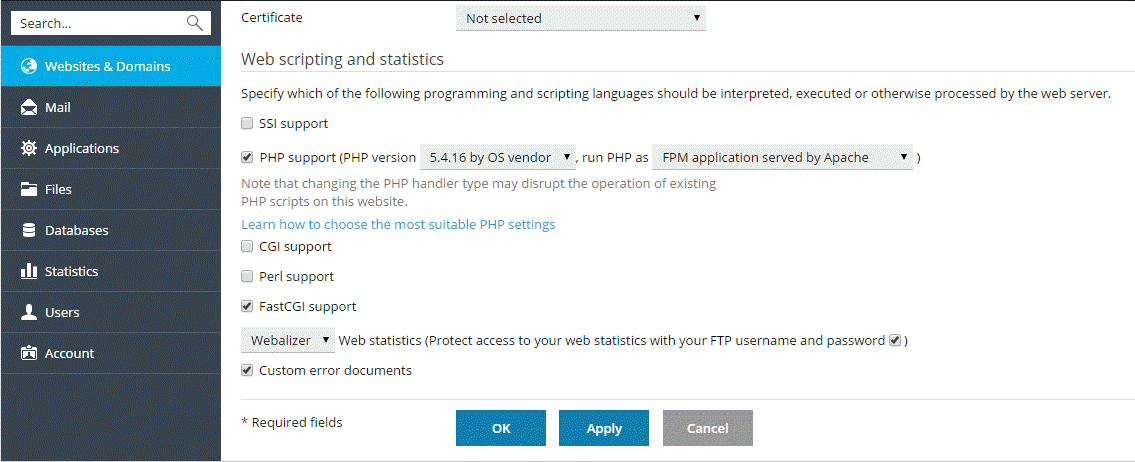 Search...
Websites & Domains
Mail
Applications
Files
Databases
Statistics
Users
Account
Certificate Not selected
Web scripting and statistics
Specify which of the following programming and scripting languages should be interpreted, executed or otherwise processed by the web server.
SSI support
PHP support (PHP version 5.4.16 by OS vendor , run PHP as FPM application served by Apache )
Note that changing the PHP handler type may disrupt the operation of existing
PHP scripts on this website.
Learn how to choose the most suitable PHP settings
CGI support
Perl support
FastCGI support
Webalizer Web statistics (Protect access to your web statistics with your FTP username and password )
Custom error documents
* Required fields OK Apply Cancel